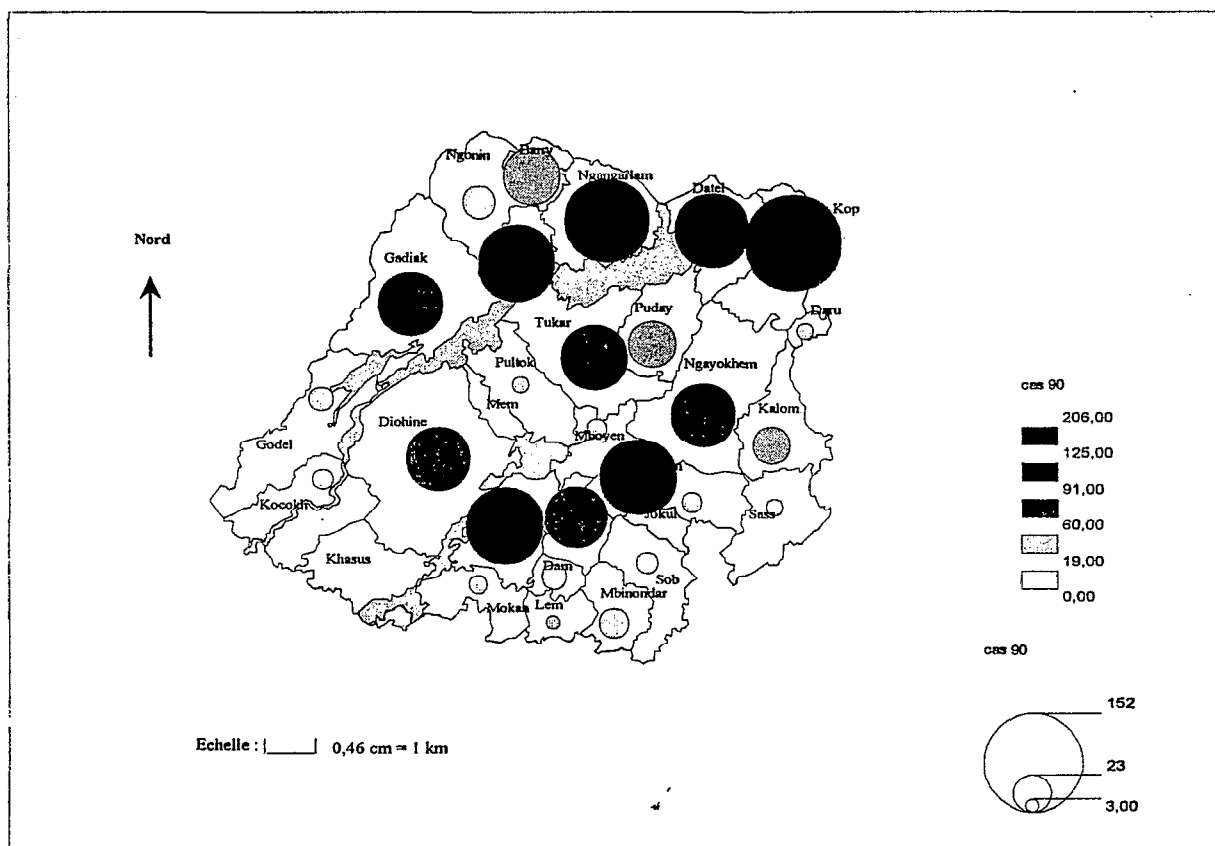 Ngonin
Barry
Ngangarlam
Datel
Kop
Nord
Gadiak
Daru
Tukar
Puday
Pultok
Ngayokhem
cas 90
206,00
Mem
Kalom
125,00
Diohine
Mboyen
91,00
Godel
60,00
Kocokh
Jokul
Sass
19,00
Khasus
Dam
Sob
0,00
Mokan
Lem
Mbinondar
cas 90
152
Echelle : 0,46 cm = 1 km
23
3,00